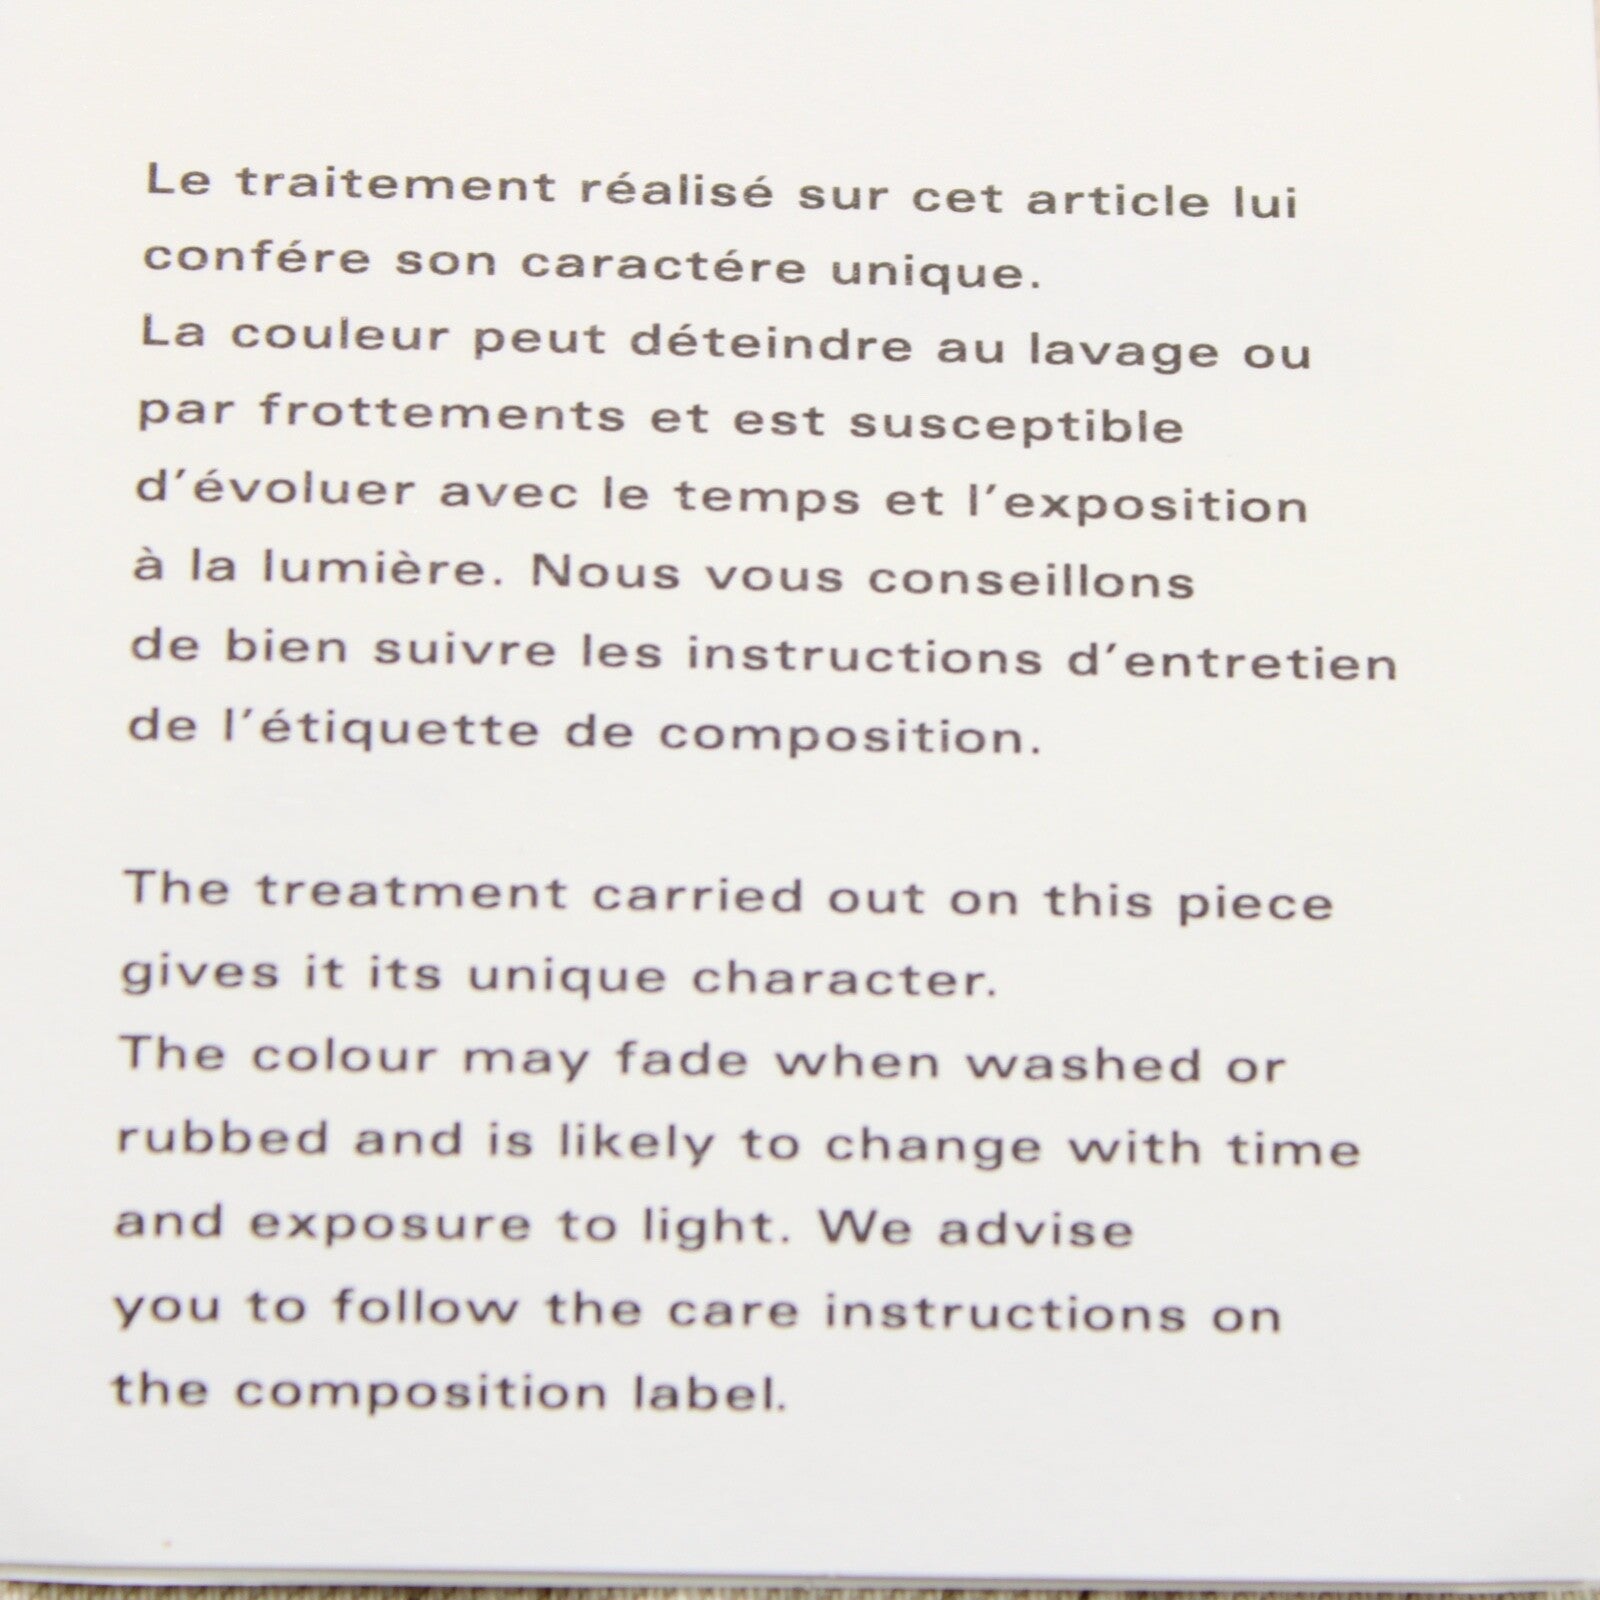 Le traitement réalisé sur cet article lui
confére son caractére unique.
La couleur peut déteindre au lavage ou
par frottements et est susceptible
d'évoluer avec le temps et l'exposition
à la lumière. Nous vous conseillons
de bien suivre les instructions d'entretien
de l'étiquette de composition.
The treatment carried out on this piece
gives it its unique character.
The colour may fade when washed or
rubbed and is likely to change with time
and exposure to light. We advise
you to follow the care instructions on
the composition label.